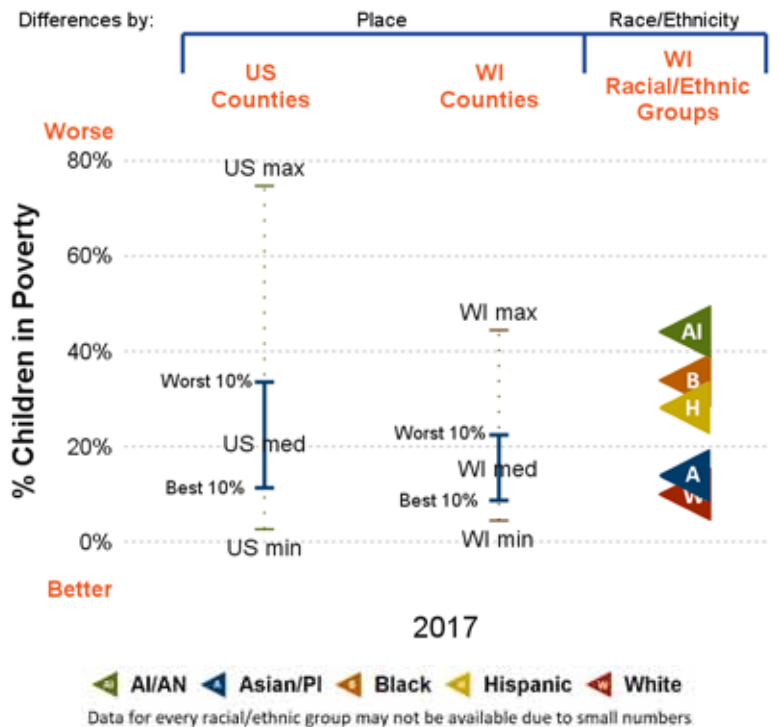 Differences by: Place Race/Ethnicity
US Counties
WI Counties
WI Racial/Ethnic Groups
Worse
% Children in Poverty
80%
60%
40%
20%
0%
US max
Worst 10%
US med
Best 10%
US min
WI max
Worst 10%
WI med
Best 10%
WI min
AI
B
H
A
W
Better
2017
AI AI/AN A Asian/PI B Black H Hispanic W White
Data for every racial/ethnic group may not be available due to small numbers